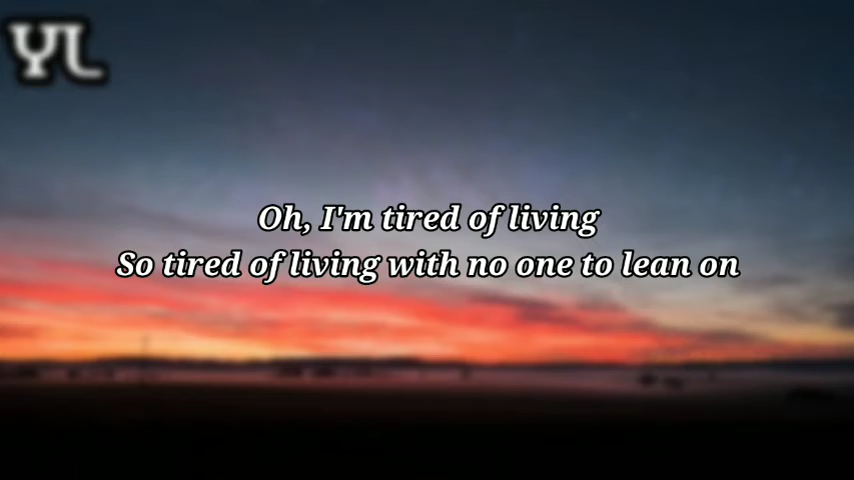 YL
Oh, I'm tired of living
So tired of living with no one to lean on